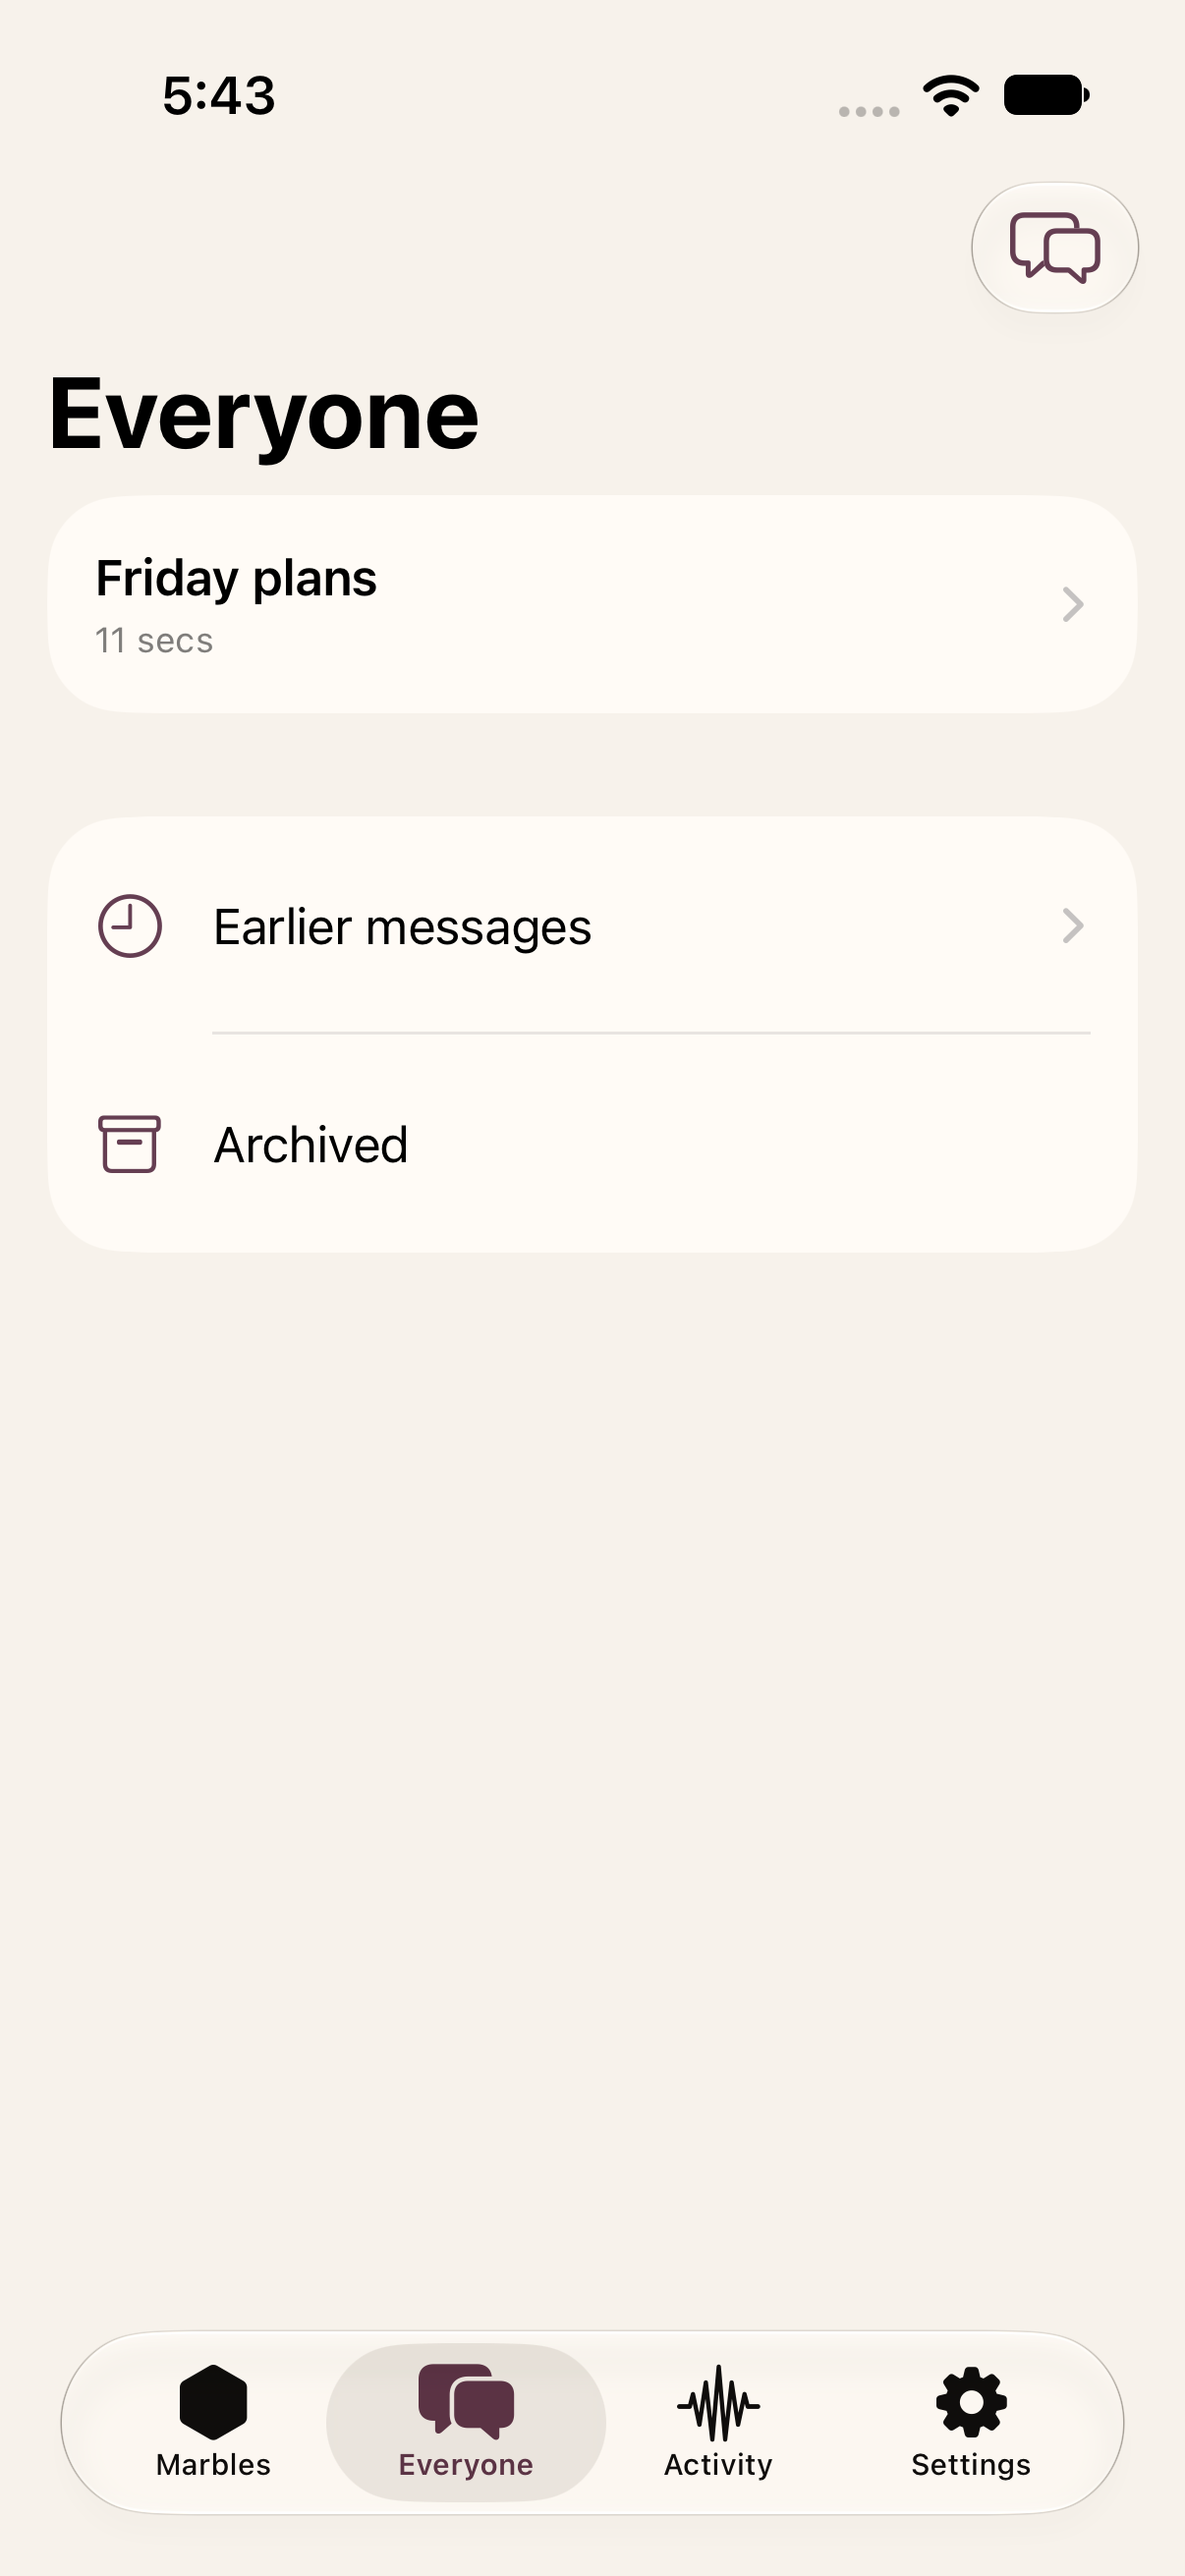 5:43
Everyone
Friday plans
11 secs
Earlier messages
Archived
Marbles
Everyone
Activity
Settings